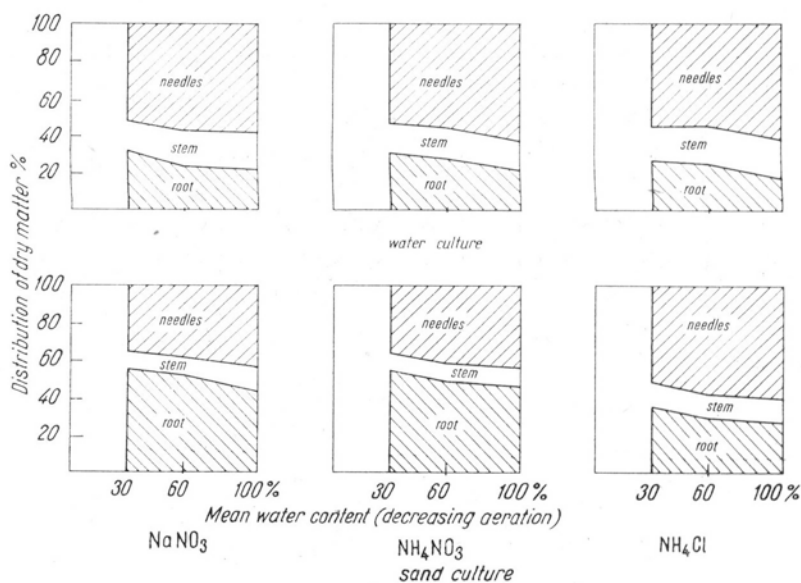 100
80
60
40
20
needles
stem
root
needles
stem
root
needles
stem
root
water culture
Distribution of dry matter %
100
80
60
40
20
needles
stem
root
needles
stem
root
needles
stem
root
30 60 100%
30 60 100%
30 60 100%
Mean water content (decreasing aeration)
NaNO3
NH4NO3
NH4Cl
sand culture